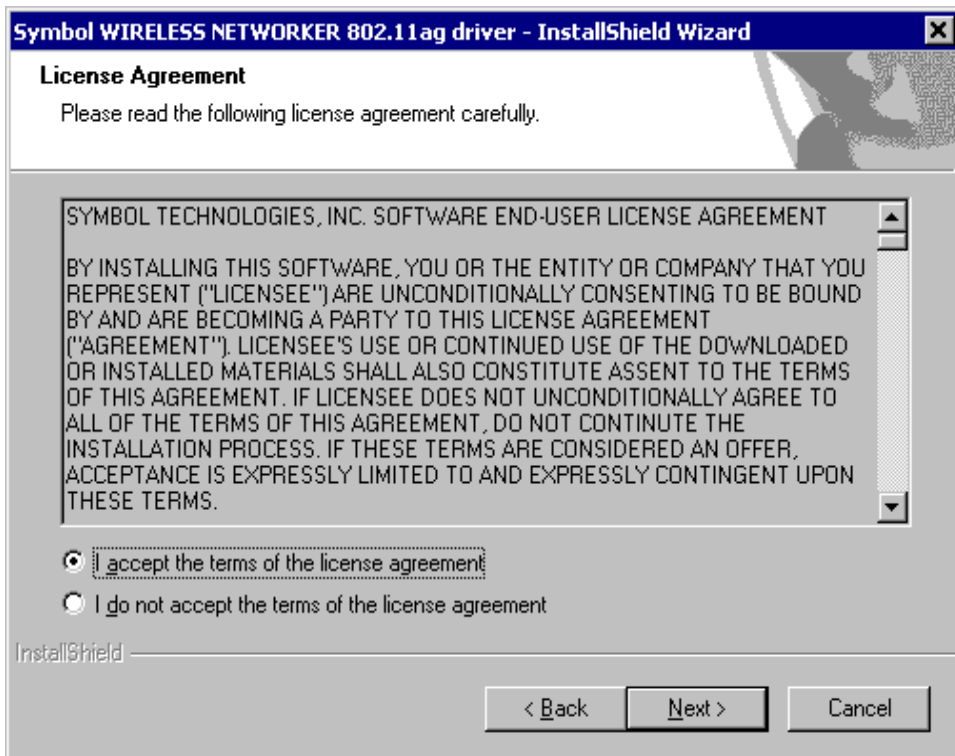 Symbol WIRELESS NETWORKER 802.11ag driver - InstallShield Wizard
License Agreement
Please read the following license agreement carefully.
SYMBOL TECHNOLOGIES, INC. SOFTWARE END-USER LICENSE AGREEMENT
BY INSTALLING THIS SOFTWARE, YOU OR THE ENTITY OR COMPANY THAT YOU
REPRESENT ("LICENSEE") ARE UNCONDITIONALLY CONSENTING TO BE BOUND
BY AND ARE BECOMING A PARTY TO THIS LICENSE AGREEMENT
("AGREEMENT"). LICENSEE'S USE OR CONTINUED USE OF THE DOWNLOADED
OR INSTALLED MATERIALS SHALL ALSO CONSTITUTE ASSENT TO THE TERMS
OF THIS AGREEMENT. IF LICENSEE DOES NOT UNCONDITIONALLY AGREE TO
ALL OF THE TERMS OF THIS AGREEMENT, DO NOT CONTINUTE THE
INSTALLATION PROCESS. IF THESE TERMS ARE CONSIDERED AN OFFER,
ACCEPTANCE IS EXPRESSLY LIMITED TO AND EXPRESSLY CONTINGENT UPON
THESE TERMS.
I accept the terms of the license agreement
I do not accept the terms of the license agreement
InstallShield
< Back Next > Cancel